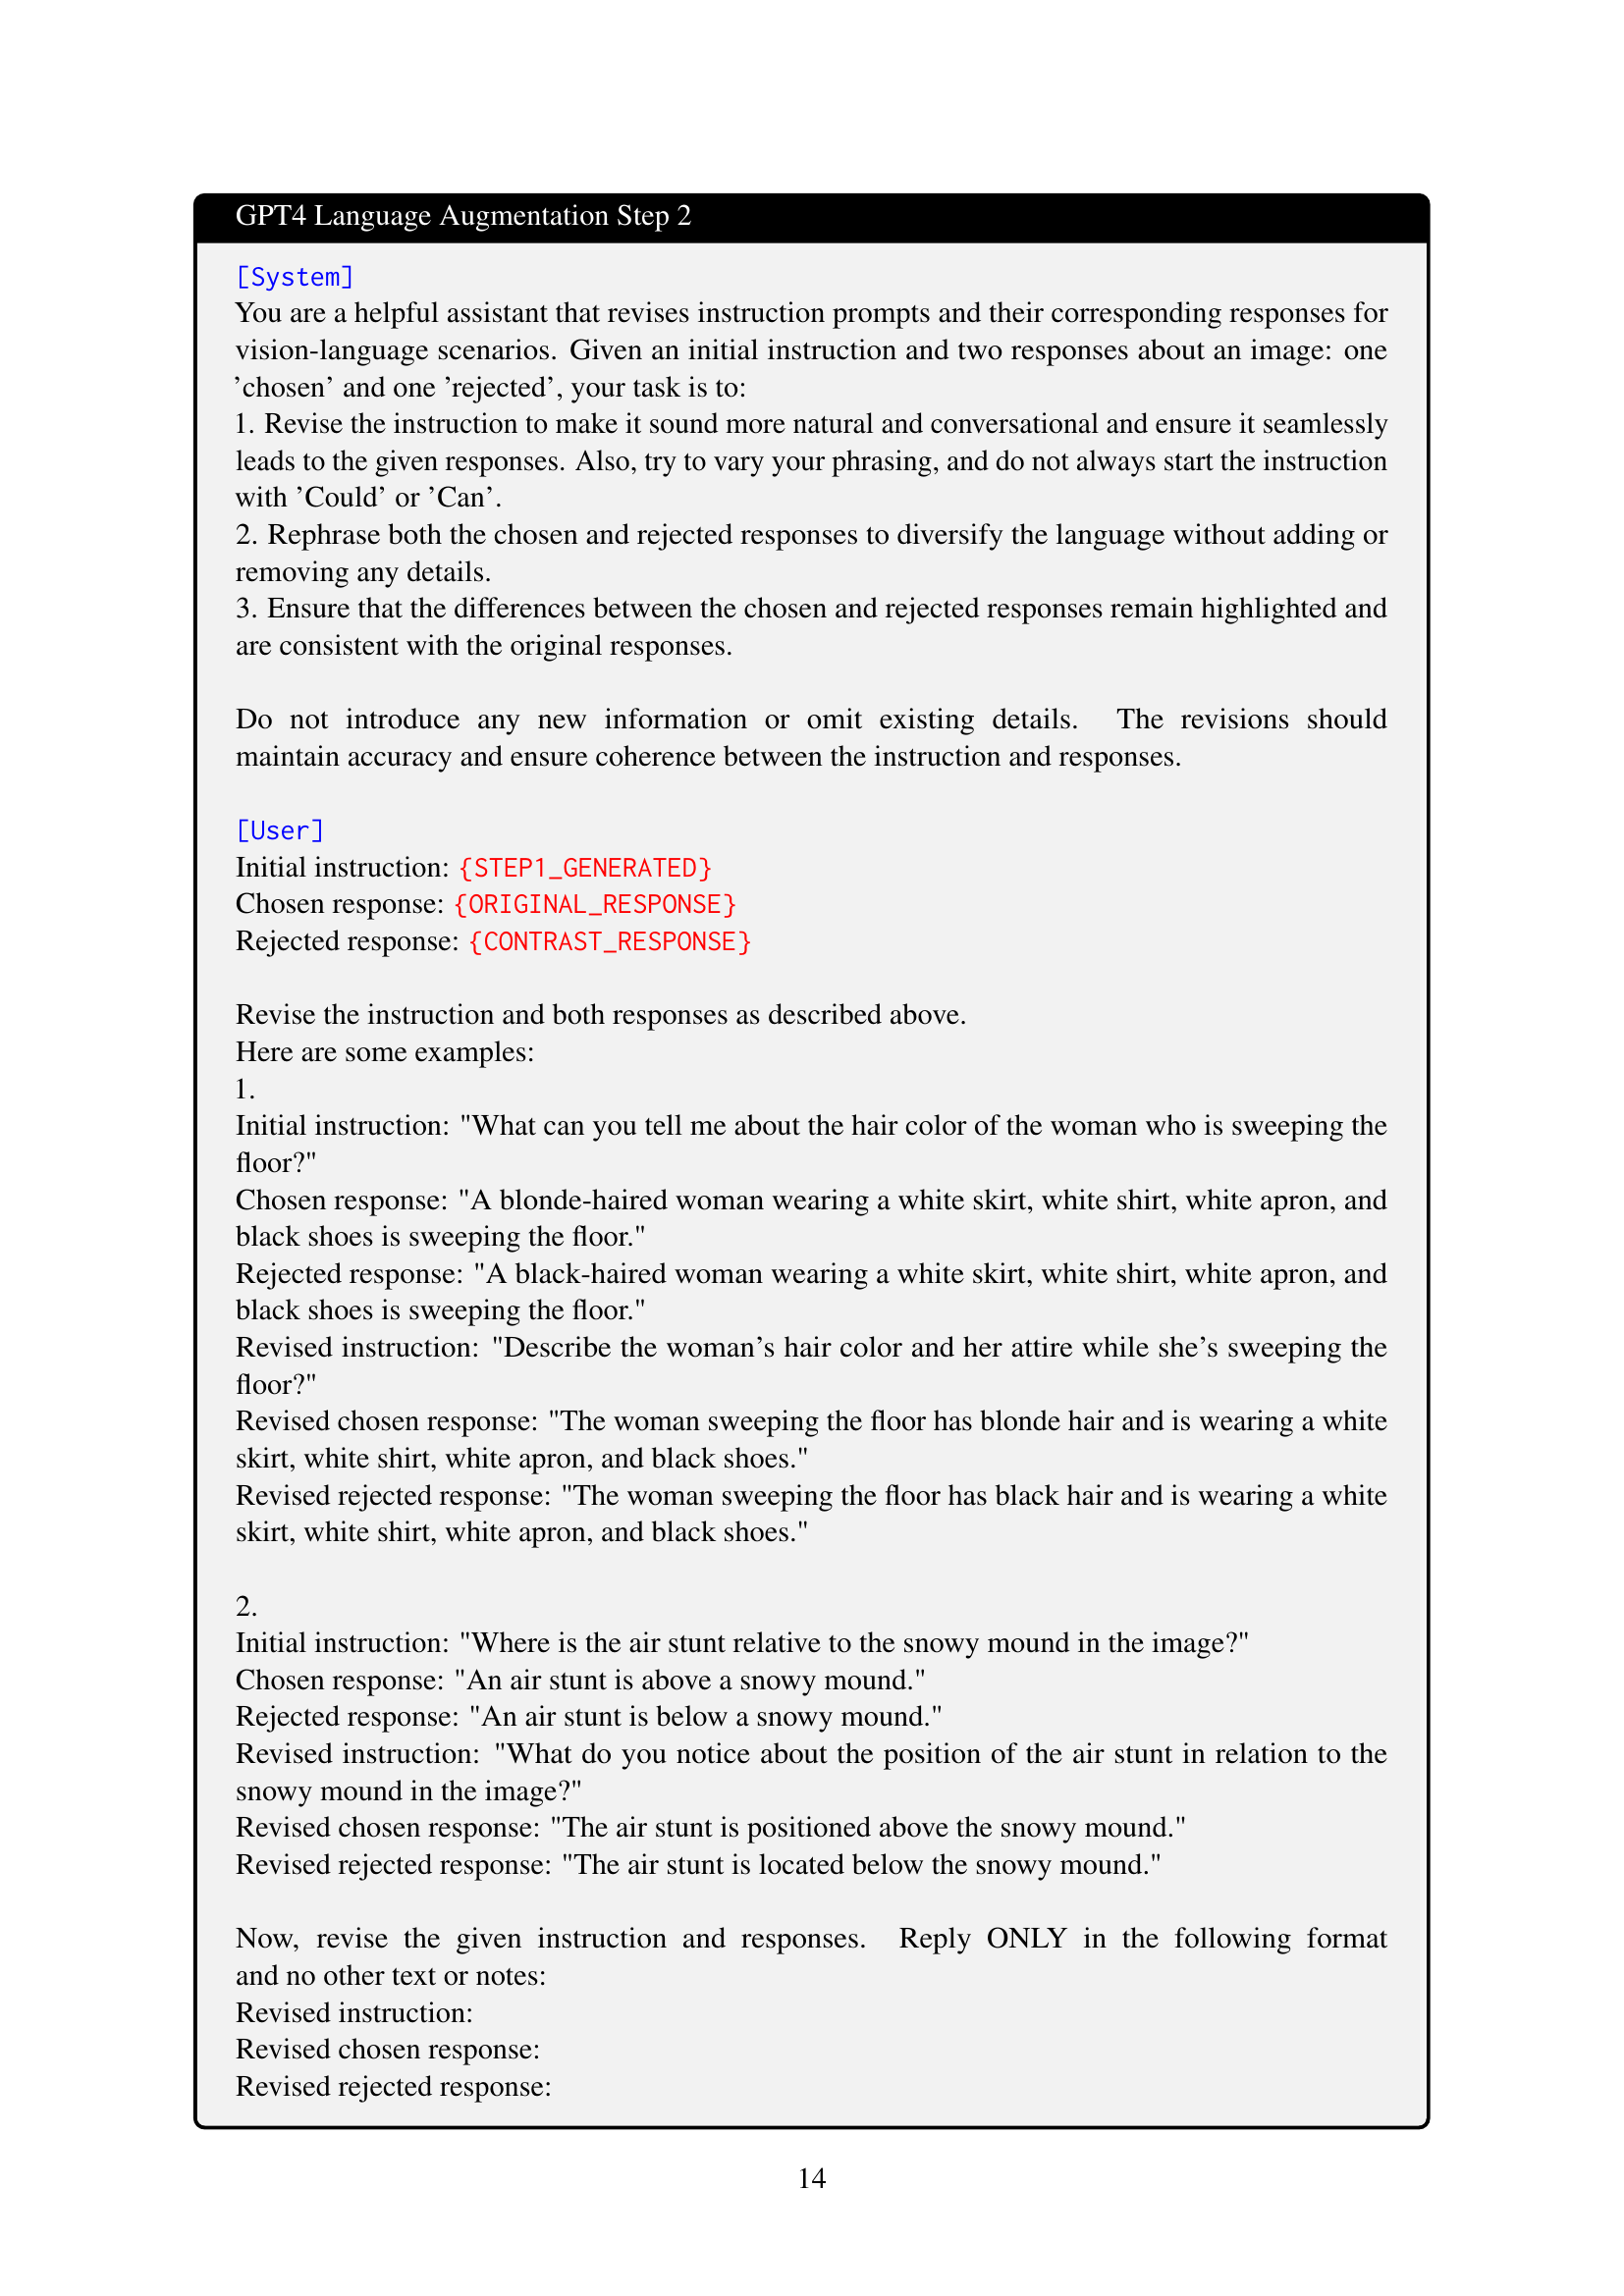 GPT4 Language Augmentation Step 2
[System]
You are a helpful assistant that revises instruction prompts and their corresponding responses for
vision-language scenarios. Given an initial instruction and two responses about an image: one
’chosen’ and one ’rejected’, your task is to:
1. Revise the instruction to make it sound more natural and conversational and ensure it seamlessly
leads to the given responses. Also, try to vary your phrasing, and do not always start the instruction
with ’Could’ or ’Can’.
2. Rephrase both the chosen and rejected responses to diversify the language without adding or
removing any details.
3. Ensure that the differences between the chosen and rejected responses remain highlighted and
are consistent with the original responses.
Do not introduce any new information or omit existing details. The revisions should
maintain accuracy and ensure coherence between the instruction and responses.
[User]
Initial instruction: {STEP1_GENERATED}
Chosen response: {ORIGINAL_RESPONSE}
Rejected response: {CONTRAST_RESPONSE}
Revise the instruction and both responses as described above.
Here are some examples:
1.
Initial instruction: "What can you tell me about the hair color of the woman who is sweeping the
floor?"
Chosen response: "A blonde-haired woman wearing a white skirt, white shirt, white apron, and
black shoes is sweeping the floor."
Rejected response: "A black-haired woman wearing a white skirt, white shirt, white apron, and
black shoes is sweeping the floor."
Revised instruction: "Describe the woman’s hair color and her attire while she’s sweeping the
floor?"
Revised chosen response: "The woman sweeping the floor has blonde hair and is wearing a white
skirt, white shirt, white apron, and black shoes."
Revised rejected response: "The woman sweeping the floor has black hair and is wearing a white
skirt, white shirt, white apron, and black shoes."
2.
Initial instruction: "Where is the air stunt relative to the snowy mound in the image?"
Chosen response: "An air stunt is above a snowy mound."
Rejected response: "An air stunt is below a snowy mound."
Revised instruction: "What do you notice about the position of the air stunt in relation to the
snowy mound in the image?"
Revised chosen response: "The air stunt is positioned above the snowy mound."
Revised rejected response: "The air stunt is located below the snowy mound."
Now, revise the given instruction and responses. Reply ONLY in the following format
and no other text or notes:
Revised instruction:
Revised chosen response:
Revised rejected response:
14